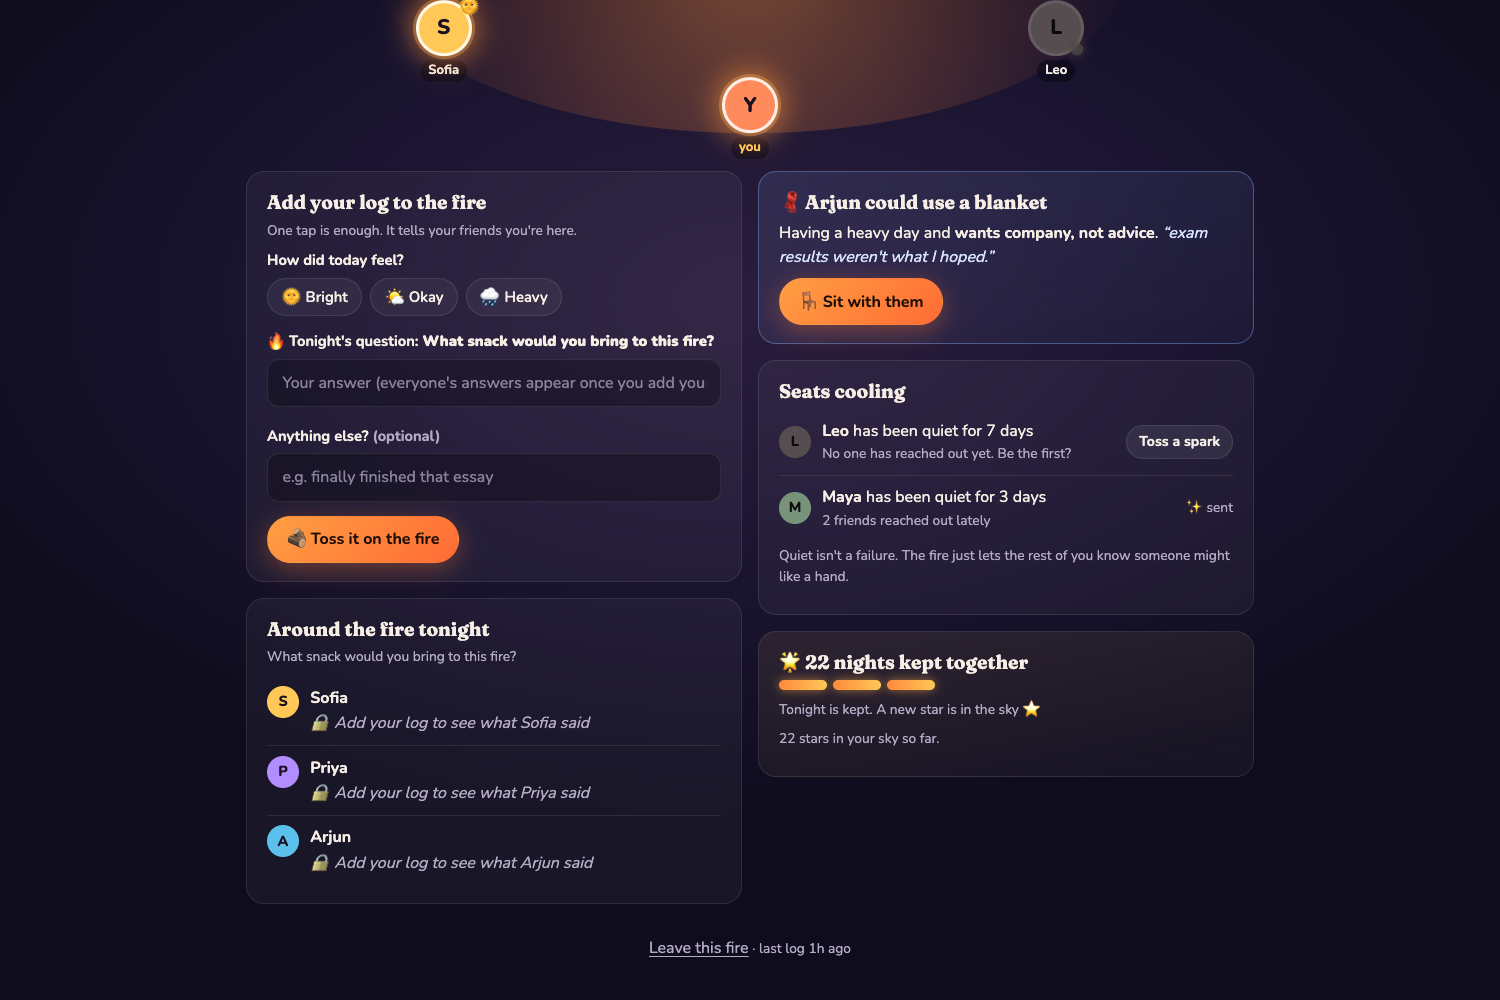 S
Sofia
L
Leo
Y
you
Add your log to the fire
One tap is enough. It tells your friends you're here.
How did today feel?
🌞 Bright
🌤️ Okay
🌧️ Heavy
🔥 Tonight's question: What snack would you bring to this fire?
Your answer (everyone's answers appear once you add you
Anything else? (optional)
e.g. finally finished that essay
🪵 Toss it on the fire
Around the fire tonight
What snack would you bring to this fire?
S
Sofia
🔒 Add your log to see what Sofia said
P
Priya
🔒 Add your log to see what Priya said
A
Arjun
🔒 Add your log to see what Arjun said
🧣 Arjun could use a blanket
Having a heavy day and wants company, not advice. “exam
results weren't what I hoped.”
🪑 Sit with them
Seats cooling
L
Leo has been quiet for 7 days
No one has reached out yet. Be the first?
Toss a spark
M
Maya has been quiet for 3 days
2 friends reached out lately
✨ sent
Quiet isn't a failure. The fire just lets the rest of you know someone might
like a hand.
🌟 22 nights kept together
Tonight is kept. A new star is in the sky ⭐
22 stars in your sky so far.
Leave this fire · last log 1h ago